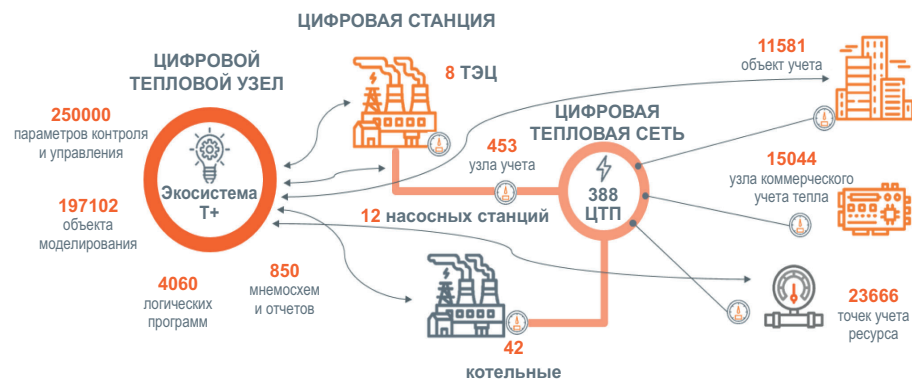 ЦИФРОВАЯ СТАНЦИЯ
ЦИФРОВОЙ
ТЕПЛОВОЙ УЗЕЛ
250000
параметров контроля
и управления
Экосистема
Т+
197102
объекта
моделирования
4060
логических
программ
850
мнемосхем
и отчетов
8 ТЭЦ
453
узла учета
12 насосных станций
42
котельные
ЦИФРОВАЯ
ТЕПЛОВАЯ СЕТЬ
388
ЦТП
11581
объект учета
15044
узла коммерческого
учета тепла
23666
точек учета
ресурса